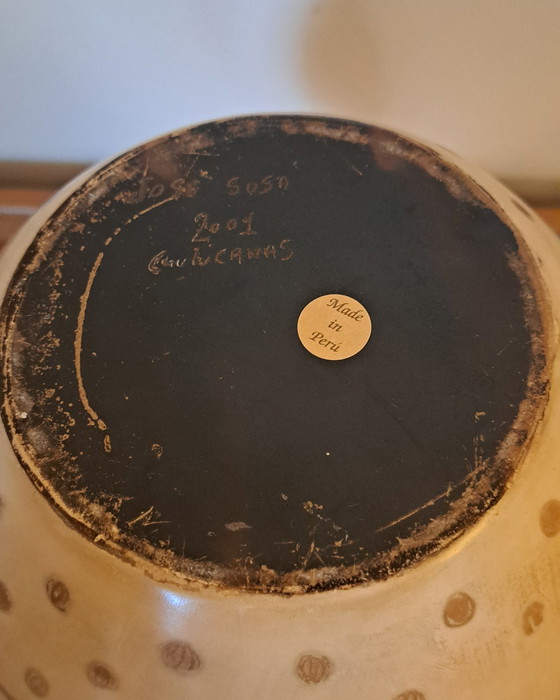 JOSE SOSA
2001
CHULUCANAS
Made
in
Perú